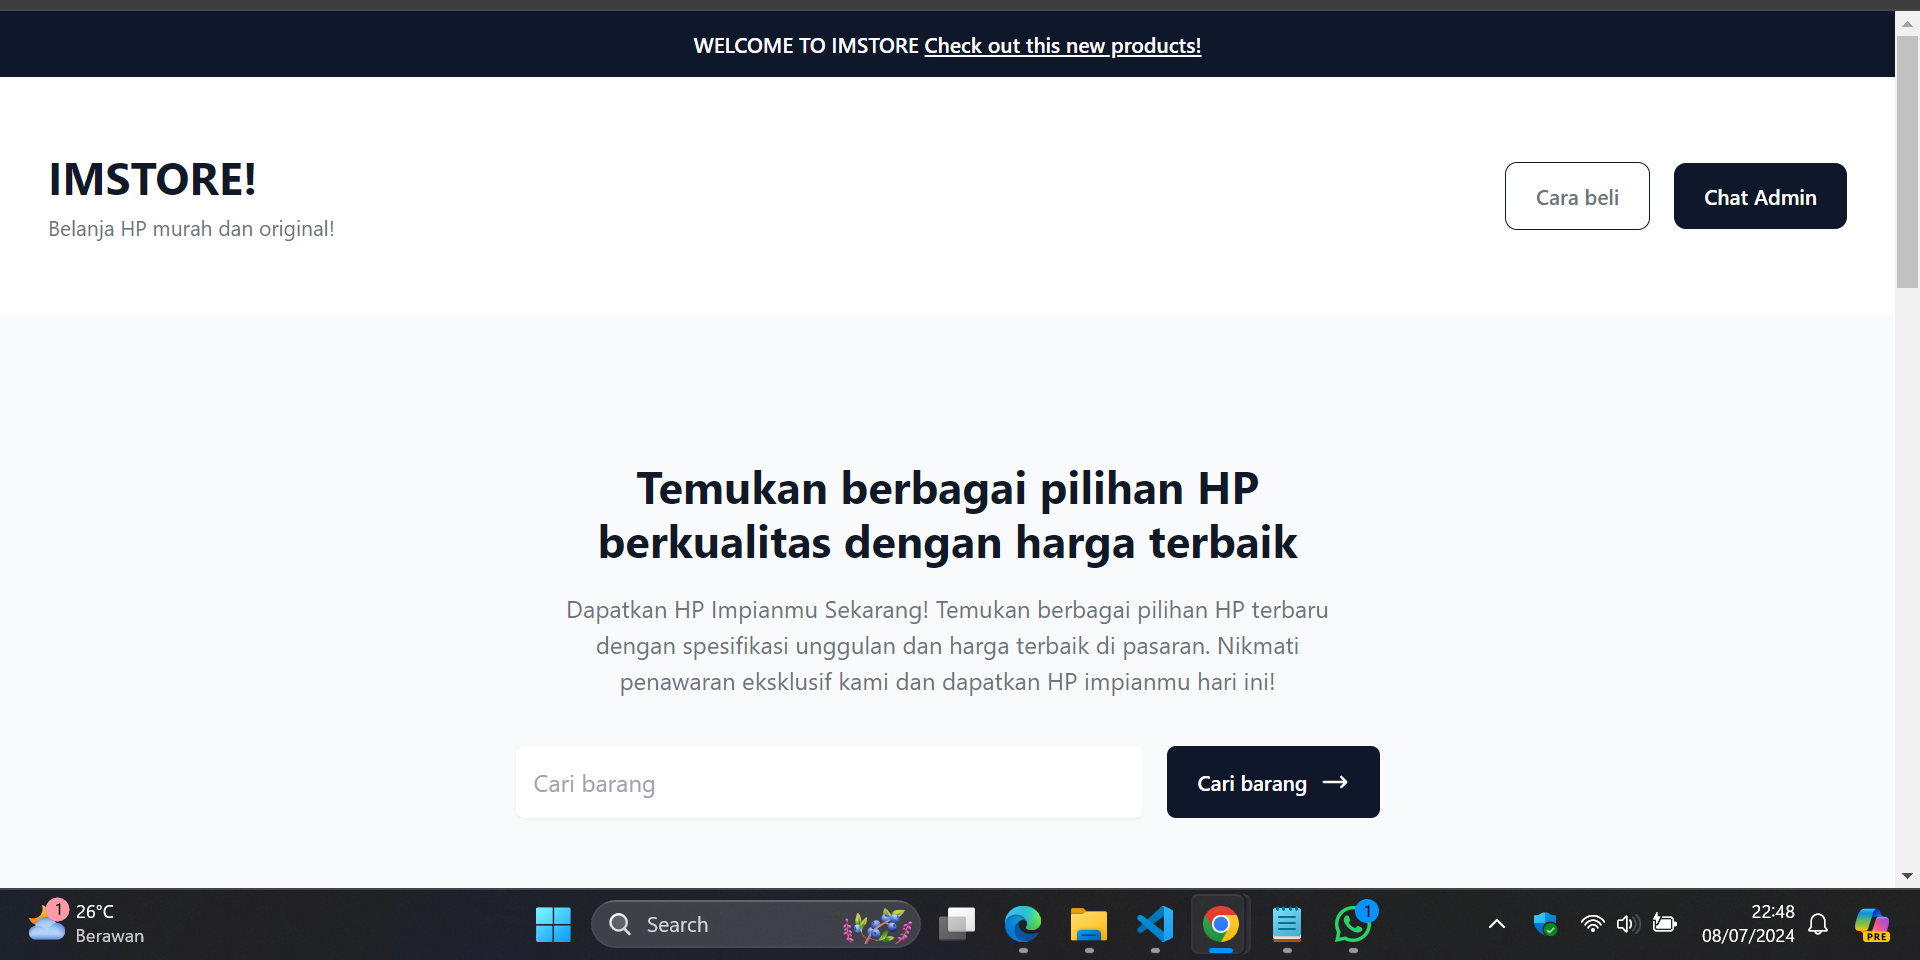 WELCOME TO IMSTORE Check out this new products!
IMSTORE!
Belanja HP murah dan original!
Cara beli
Chat Admin
Temukan berbagai pilihan HP
berkualitas dengan harga terbaik
Dapatkan HP Impianmu Sekarang! Temukan berbagai pilihan HP terbaru
dengan spesifikasi unggulan dan harga terbaik di pasaran. Nikmati
penawaran eksklusif kami dan dapatkan HP impianmu hari ini!
Cari barang
Cari barang
1
26°C
Berawan
Search
1
22:48
08/07/2024
PRE